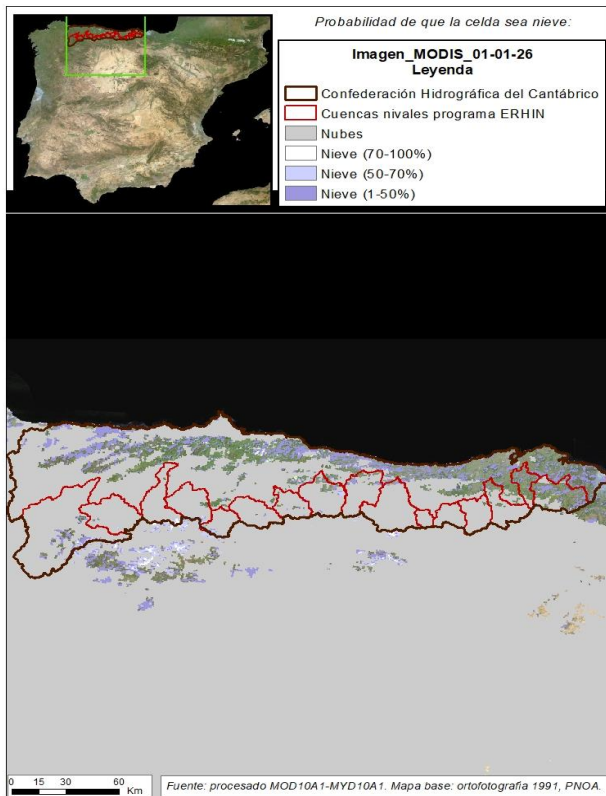 Probabilidad de que la celda sea nieve:
Imagen_MODIS_01-01-26
Leyenda
Confederación Hidrográfica del Cantábrico
Cuencas nivales programa ERHIN
Nubes
Nieve (70-100%)
Nieve (50-70%)
Nieve (1-50%)
0 15 30 60
Km
Fuente: procesado MOD10A1-MYD10A1. Mapa base: ortofotografía 1991, PNOA.